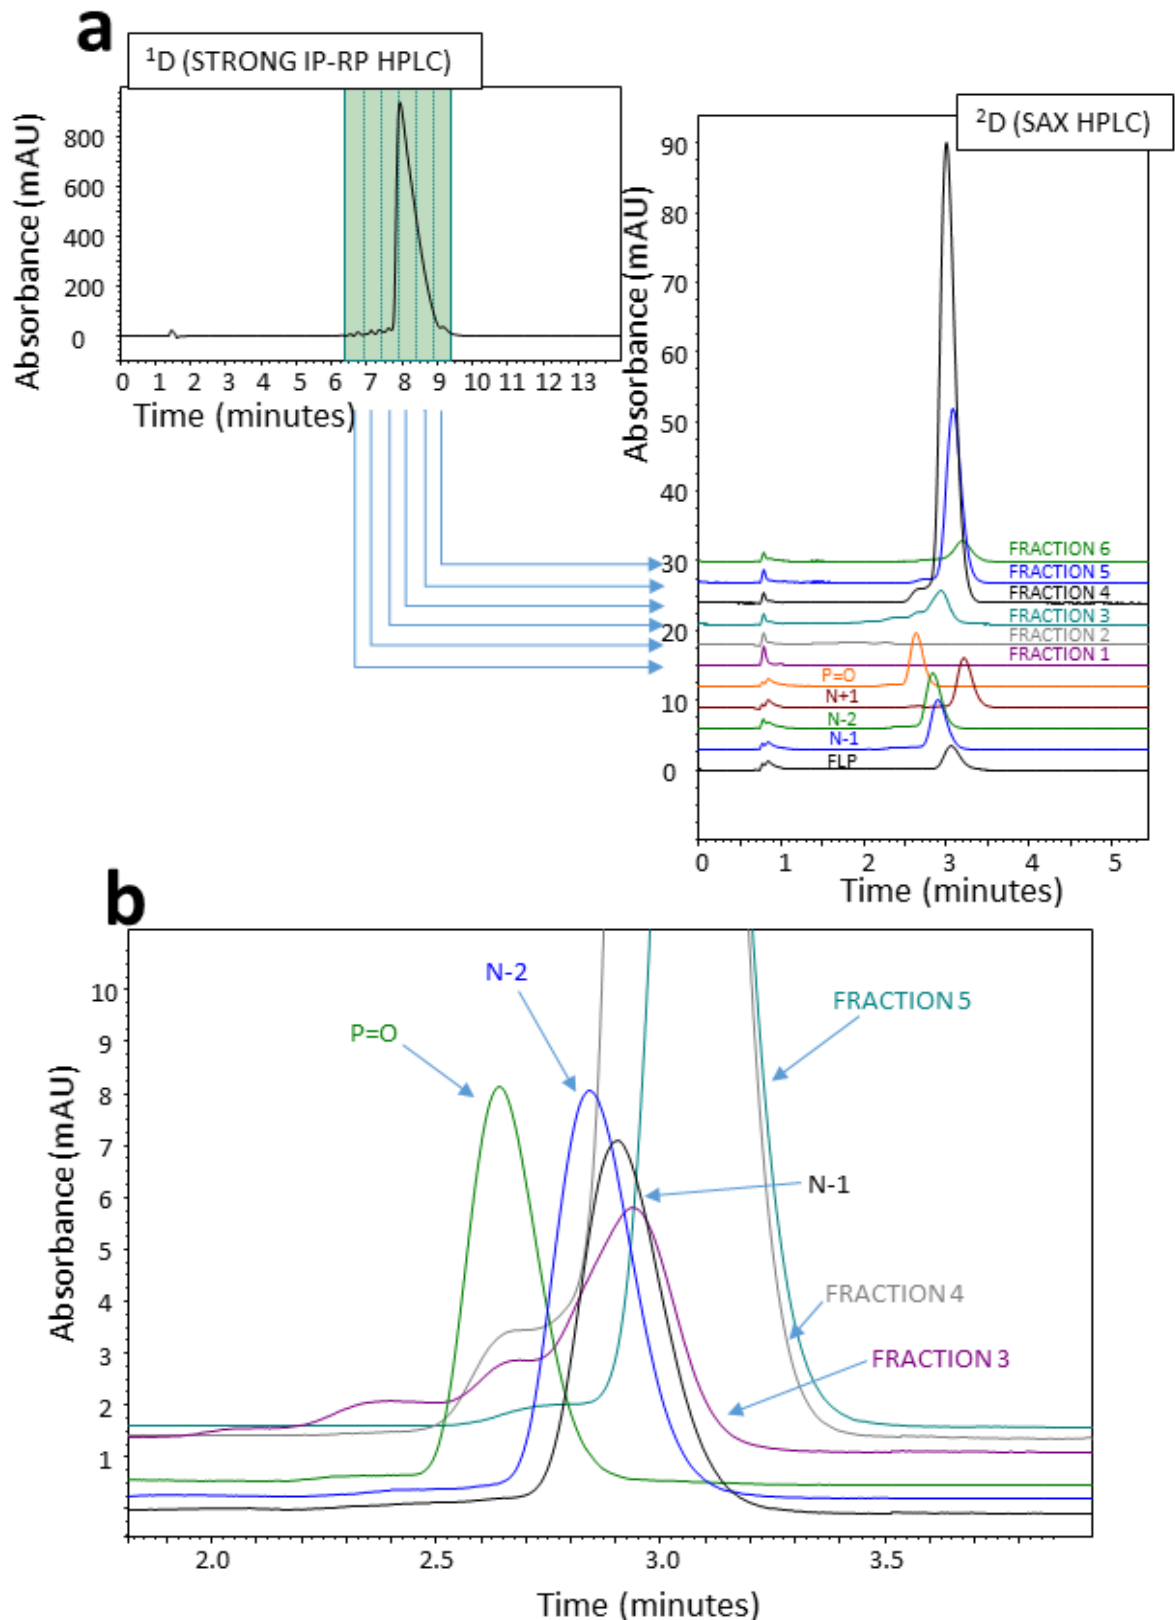 a
¹D (STRONG IP-RP HPLC)
Absorbance (mAU)
800
600
400
200
0
0 1 2 3 4 5 6 7 8 9 10 11 12 13
Time (minutes)
²D (SAX HPLC)
Absorbance (mAU)
90
80
70
60
50
40
30
20
10
0
FRACTION 6
FRACTION 5
FRACTION 4
FRACTION 3
FRACTION 2
FRACTION 1
P=O
N+1
N-2
N-1
FLP
0 1 2 3 4 5
Time (minutes)
b
Absorbance (mAU)
10
9
8
7
6
5
4
3
2
1
P=O
N-2
FRACTION 5
N-1
FRACTION 4
FRACTION 3
2.0 2.5 3.0 3.5
Time (minutes)